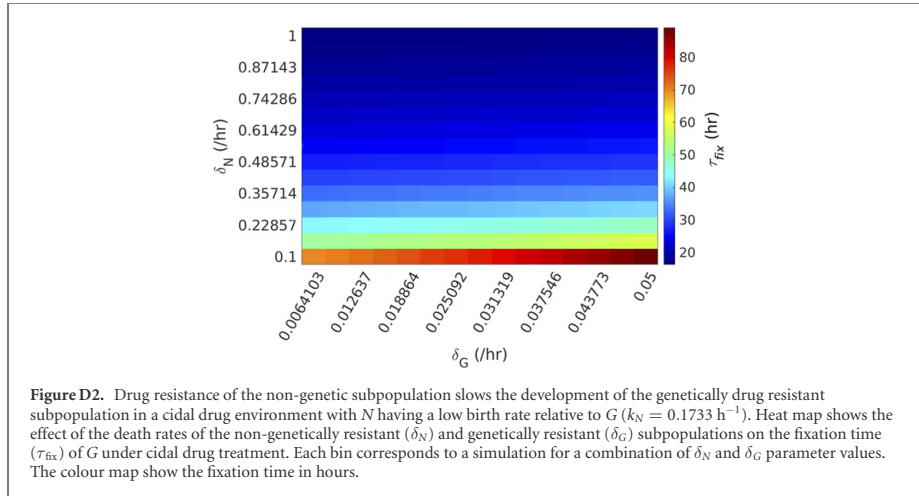 1
0.87143
0.74286
0.61429
0.48571
0.35714
0.22857
0.1
δN (/hr)
0.0064103
0.012637
0.018864
0.025092
0.031319
0.037546
0.043773
0.05
δG (/hr)
80
70
60
50
40
30
20
τfix (hr)
Figure D2. Drug resistance of the non-genetic subpopulation slows the development of the genetically drug resistant
subpopulation in a cidal drug environment with N having a low birth rate relative to G (kN = 0.1733 h−1). Heat map shows the
effect of the death rates of the non-genetically resistant (δN) and genetically resistant (δG) subpopulations on the fixation time
(τfix) of G under cidal drug treatment. Each bin corresponds to a simulation for a combination of δN and δG parameter values.
The colour map show the fixation time in hours.